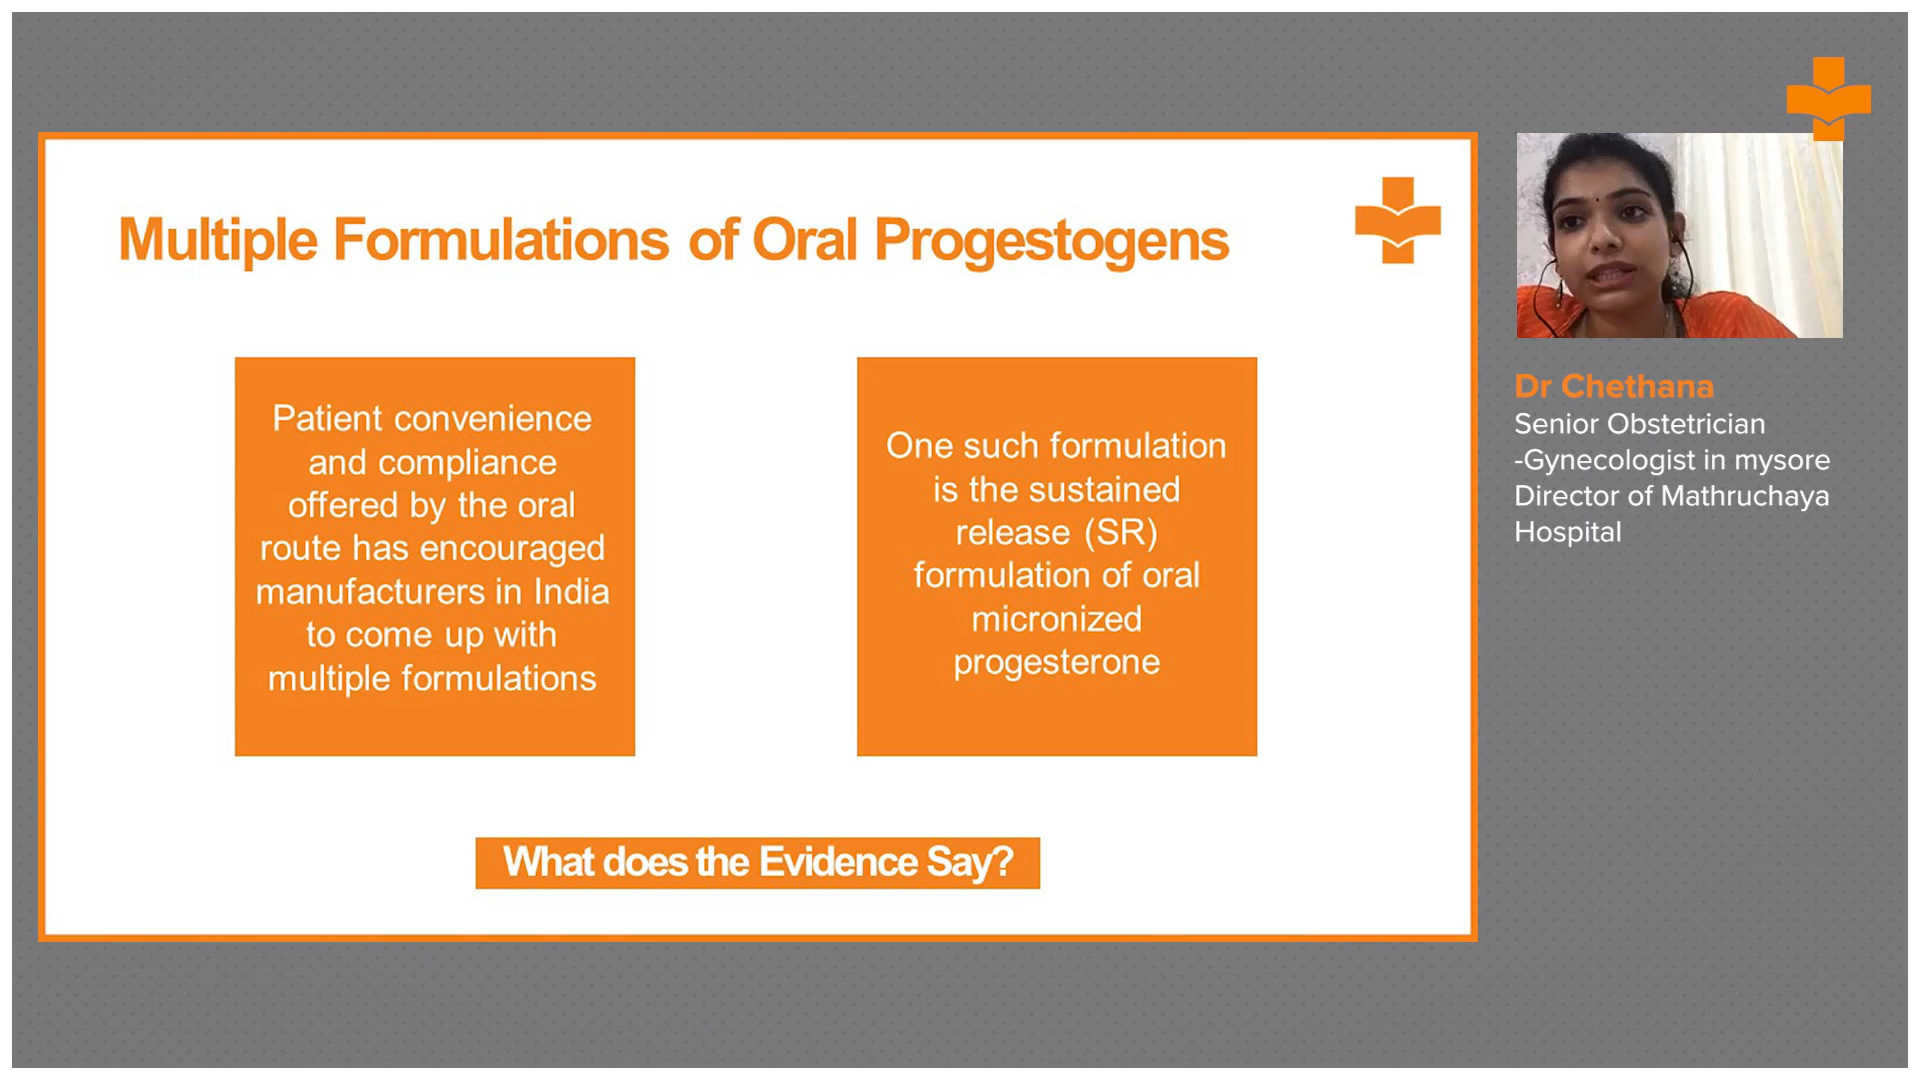 Multiple Formulations of Oral Progestogens
Patient convenience
and compliance
offered by the oral
route has encouraged
manufacturers in India
to come up with
multiple formulations
One such formulation
is the sustained
release (SR)
formulation of oral
micronized
progesterone
What does the Evidence Say?
Dr Chethana
Senior Obstetrician
-Gynecologist in mysore
Director of Mathruchaya
Hospital